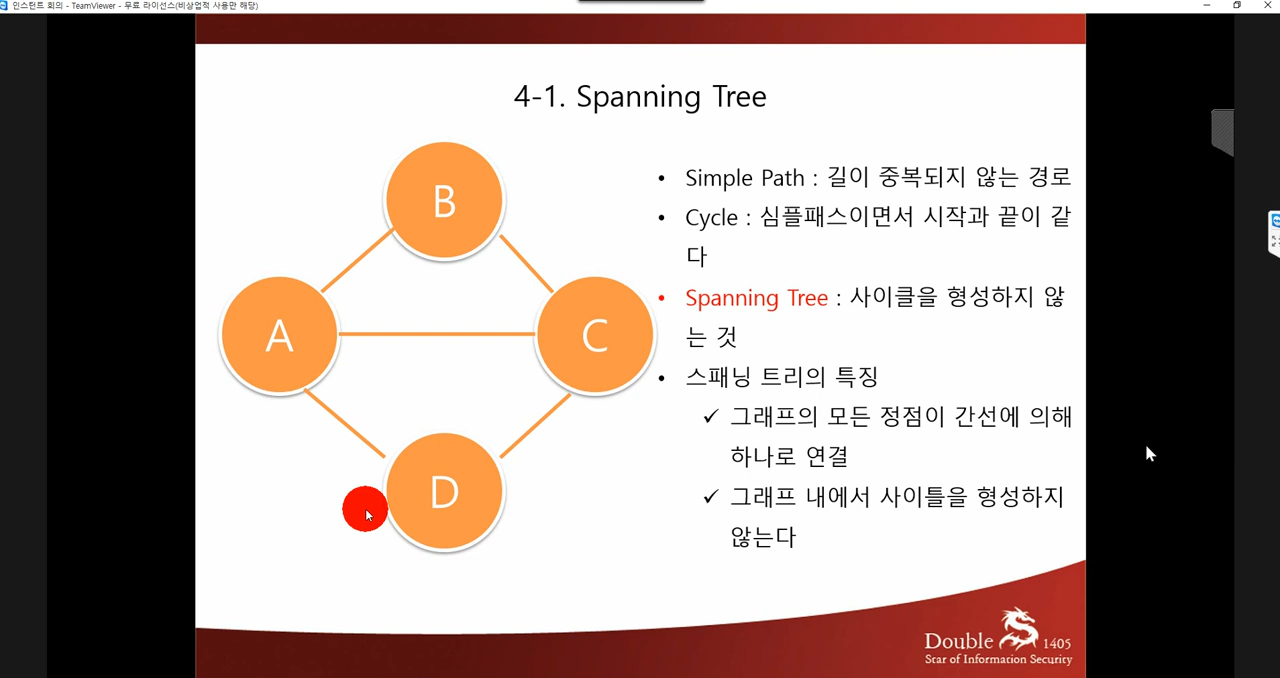 인스턴트 회의 - TeamViewer - 무료 라이선스(비상업적 사용만 해당)
4-1. Spanning Tree
B
A
C
D
• Simple Path : 길이 중복되지 않는 경로
• Cycle : 심플패스이면서 시작과 끝이 같
다
• Spanning Tree : 사이클을 형성하지 않
는 것
• 스패닝 트리의 특징
✓ 그래프의 모든 정점이 간선에 의해
하나로 연결
✓ 그래프 내에서 사이틀을 형성하지
않는다
Double 1405
Star of Information Security